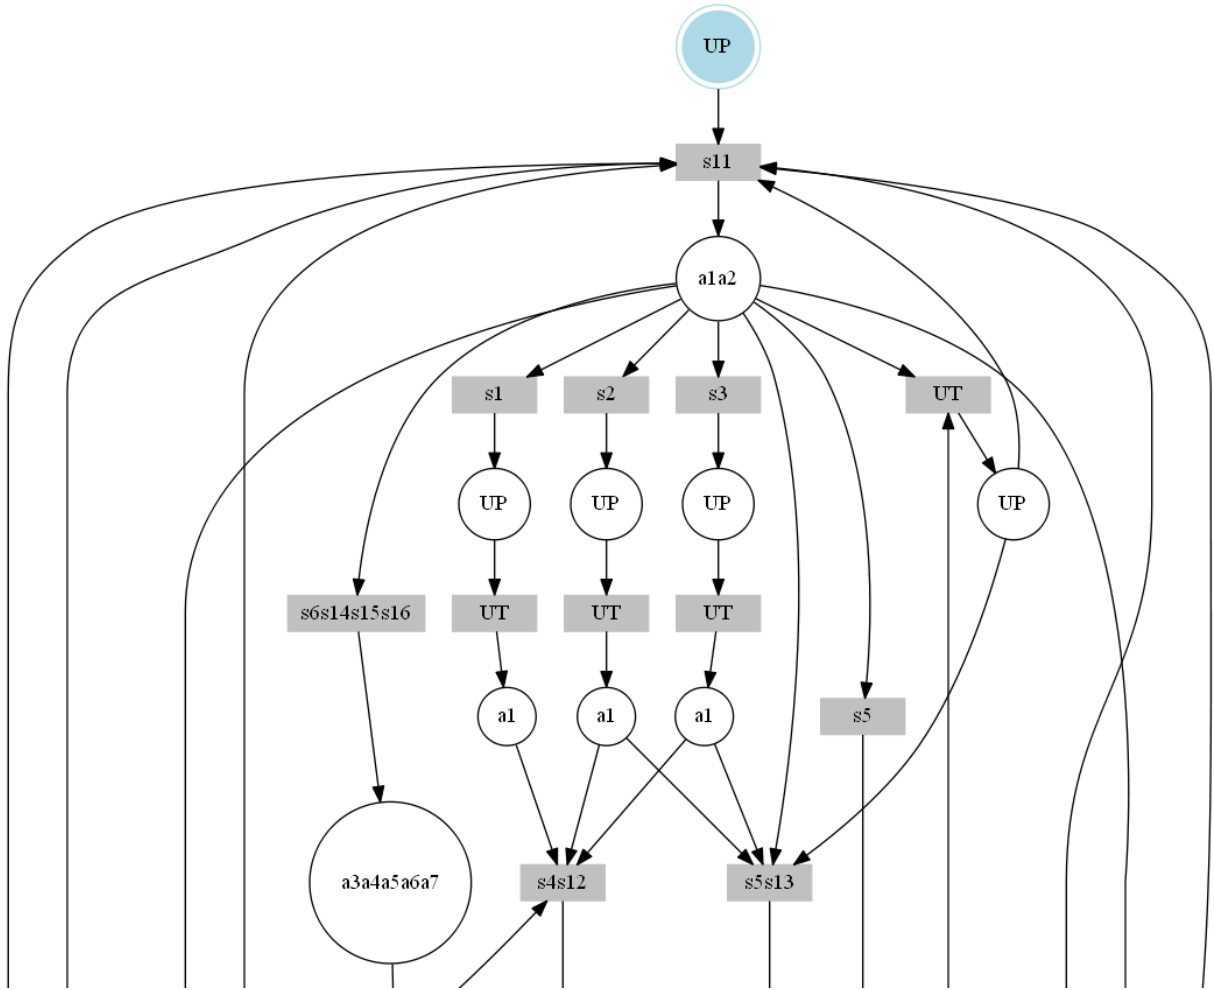 UP
s11
a1a2
s1
s2
s3
UT
UP
UP
UP
UP
s6s14s15s16
UT
UT
UT
a1
a1
a1
s5
a3a4a5a6a7
s4s12
s5s13